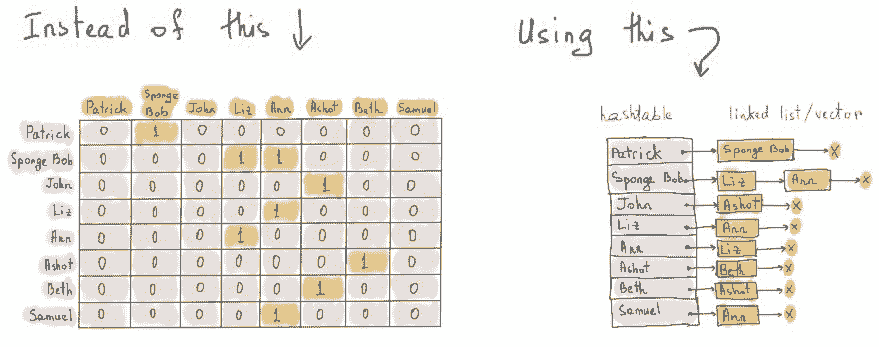 Instead of this
Using this
Patrick Sponge Bob John Liz Ann Ashot Beth Samuel
Patrick 0 1 0 0 0 0 0 0
Sponge Bob 0 0 0 1 1 0 0 0
John 0 0 0 0 0 1 0 0
Liz 0 0 0 0 1 0 0 0
Ann 0 0 0 1 0 0 0 0
Ashot 0 0 0 0 0 0 1 0
Beth 0 0 0 0 0 1 0 0
Samuel 0 0 0 0 1 0 0 0
hashtable linked list/vector
Patrick Sponge Bob x
Sponge Bob Liz Ann x
John Ashot x
Liz Ann x
Ann Liz x
Ashot Beth x
Beth Ashot x
Samuel Ann x